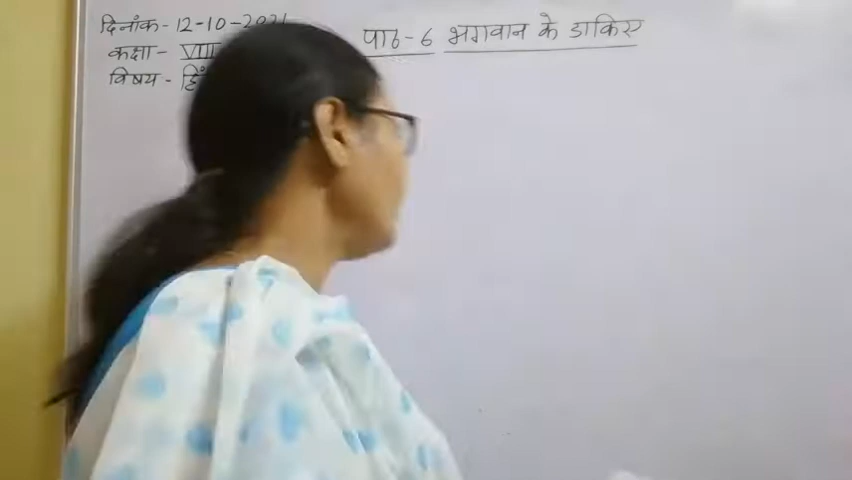 दिनांक- 12-10-2021
पाठ-6 भगवान के डाकिए
कक्षा- VIII
विषय -